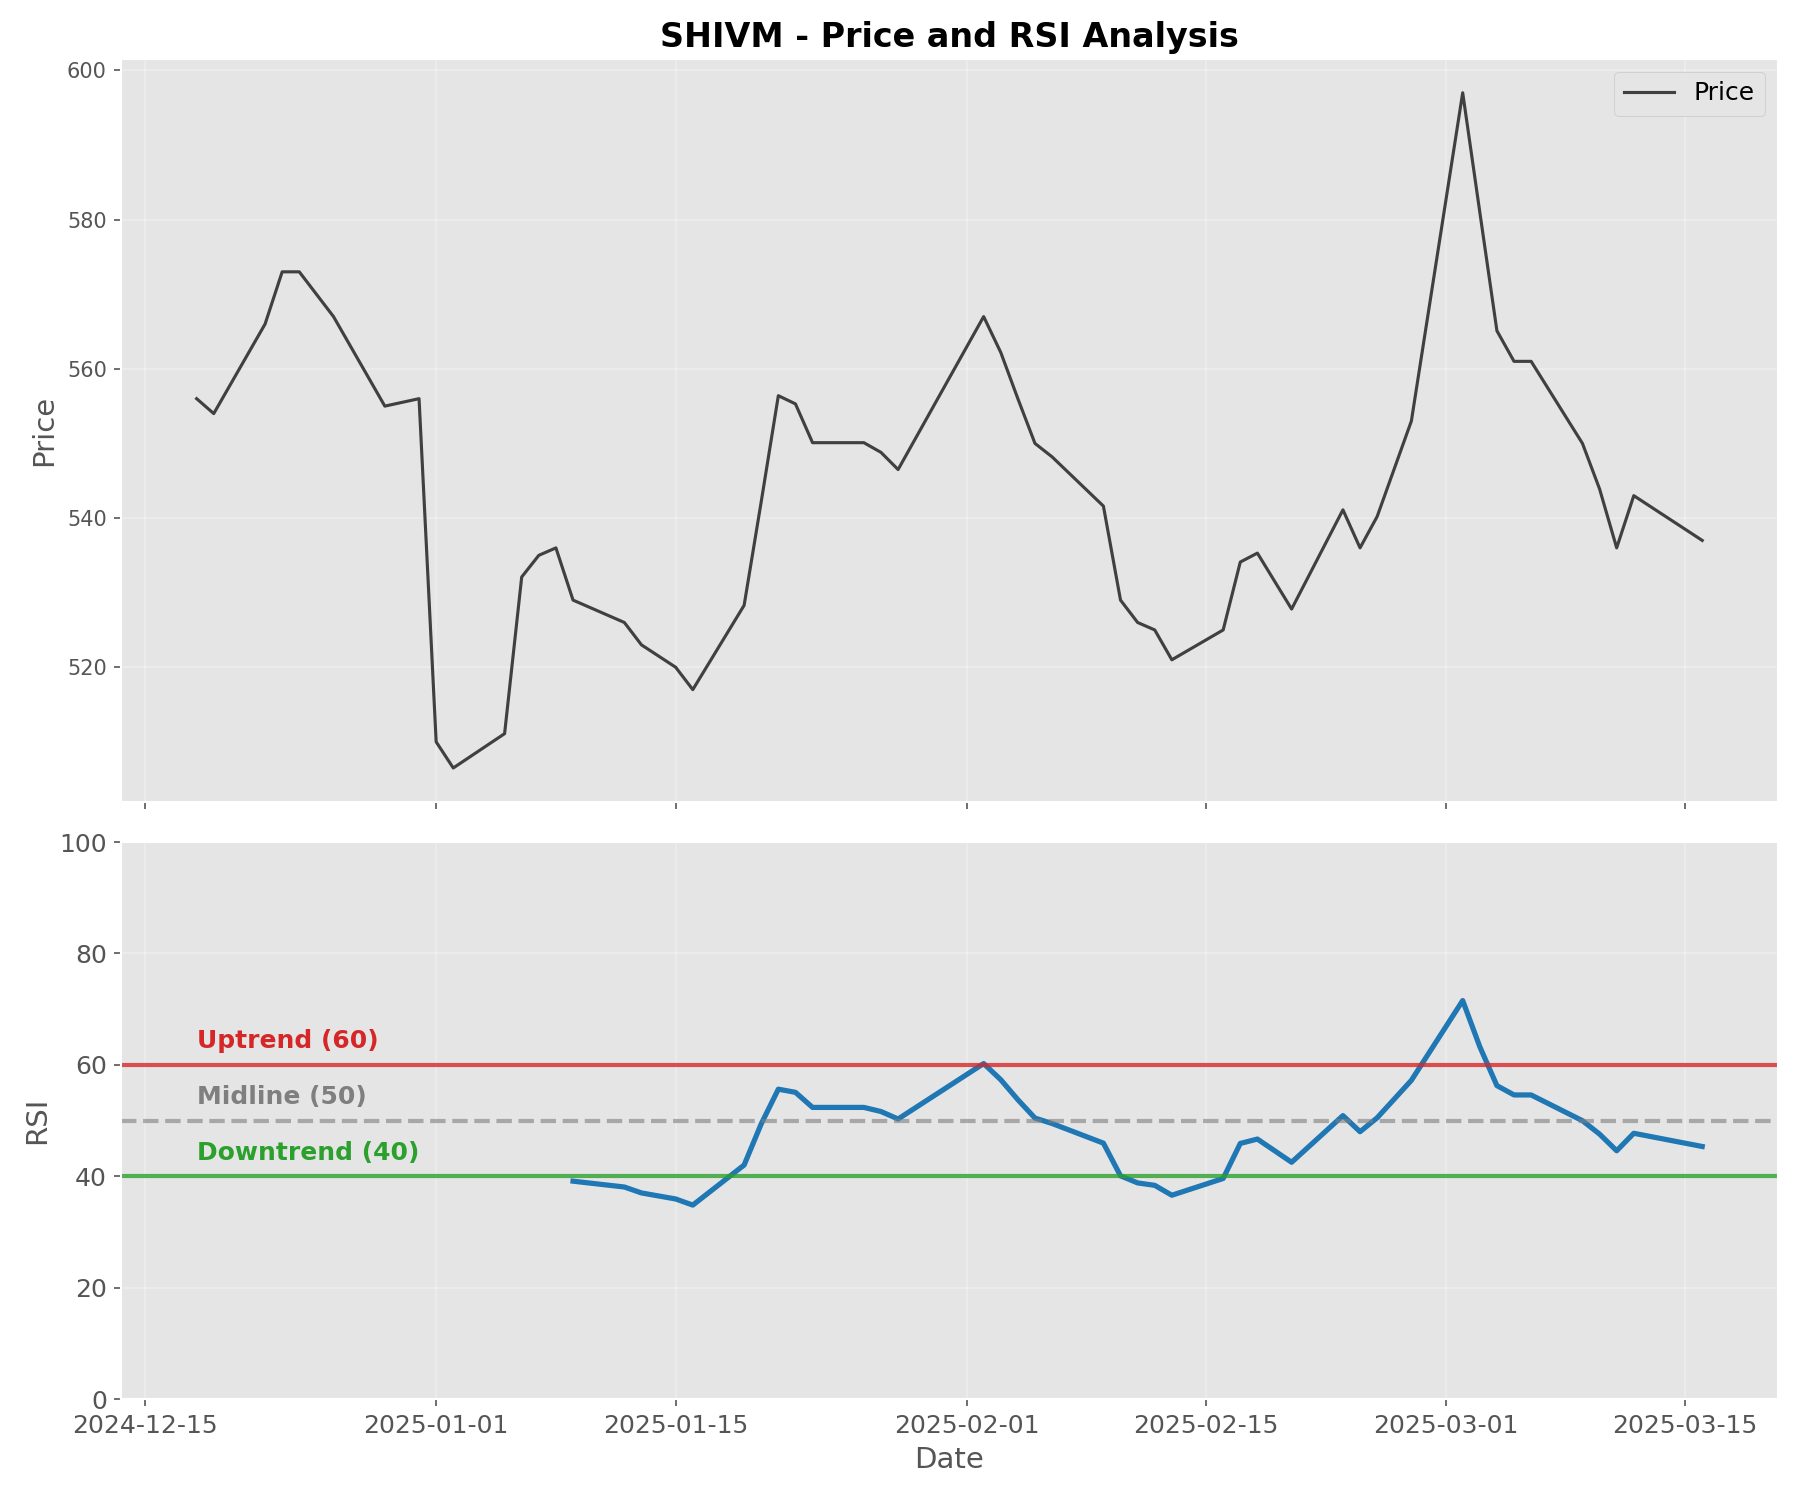 SHIVM - Price and RSI Analysis
Price
600
580
560
540
520
Price
100
80
60
40
20
0
RSI
Uptrend (60)
Midline (50)
Downtrend (40)
2024-12-15
2025-01-01
2025-01-15
2025-02-01
2025-02-15
2025-03-01
2025-03-15
Date